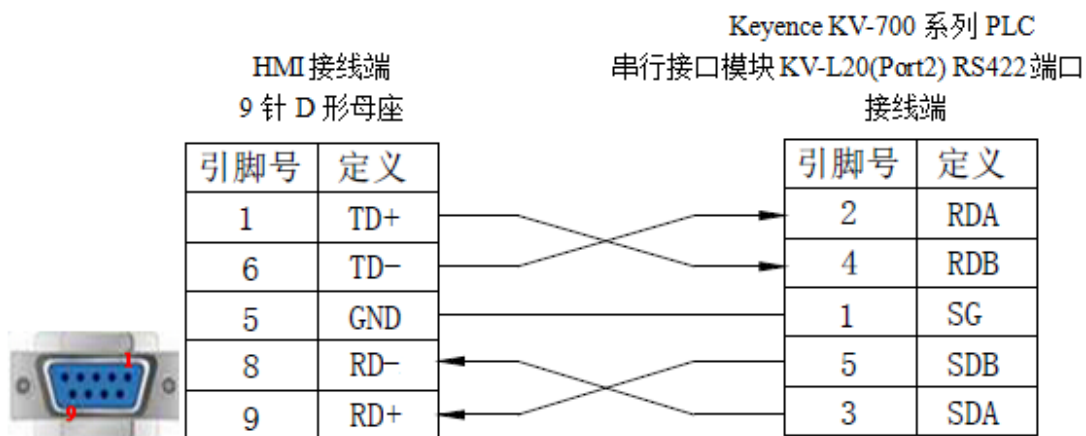 Keyence KV-700 系列 PLC
HMI接线端 串行接口模块 KV-L20(Port2) RS422端口
9 针 D 形母座 接线端
引脚号 定义 引脚号 定义
1 TD+ 2 RDA
6 TD- 4 RDB
5 GND 1 SG
8 RD- 5 SDB
9 RD+ 3 SDA
1
9